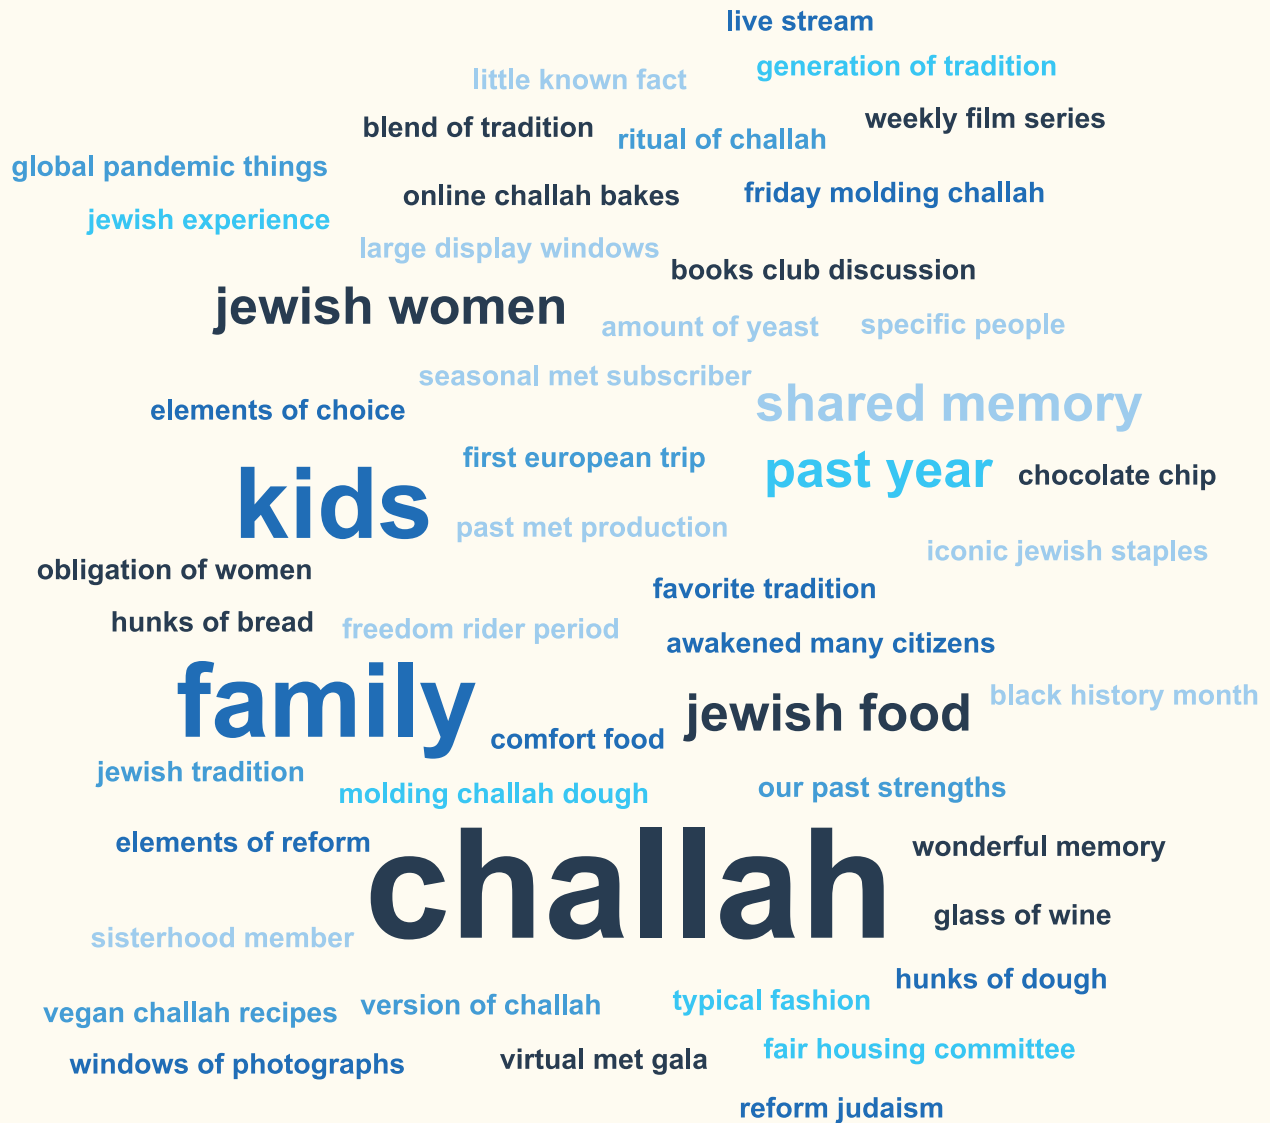 live stream
generation of tradition
little known fact
weekly film series
blend of tradition
ritual of challah
global pandemic things
online challah bakes
friday molding challah
jewish experience
large display windows
books club discussion
jewish women
amount of yeast
specific people
seasonal met subscriber
elements of choice
shared memory
first european trip
past year
chocolate chip
kids
past met production
iconic jewish staples
obligation of women
favorite tradition
hunks of bread
freedom rider period
awakened many citizens
family
jewish food
black history month
comfort food
jewish tradition
molding challah dough
our past strengths
elements of reform
challah
wonderful memory
glass of wine
sisterhood member
hunks of dough
vegan challah recipes
version of challah
typical fashion
windows of photographs
virtual met gala
fair housing committee
reform judaism